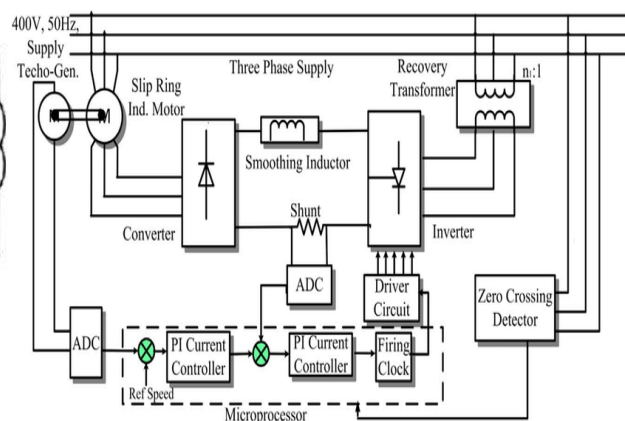 400V, 50Hz,
Supply
Techo-Gen.
Three Phase Supply
Recovery
Transformer
n₁:1
Slip Ring
Ind. Motor
M
M
Smoothing Inductor
Converter
Shunt
Inverter
ADC
Driver
Circuit
Zero Crossing
Detector
ADC
PI Current
Controller
PI Current
Controller
Firing
Clock
Ref Speed
Microprocessor